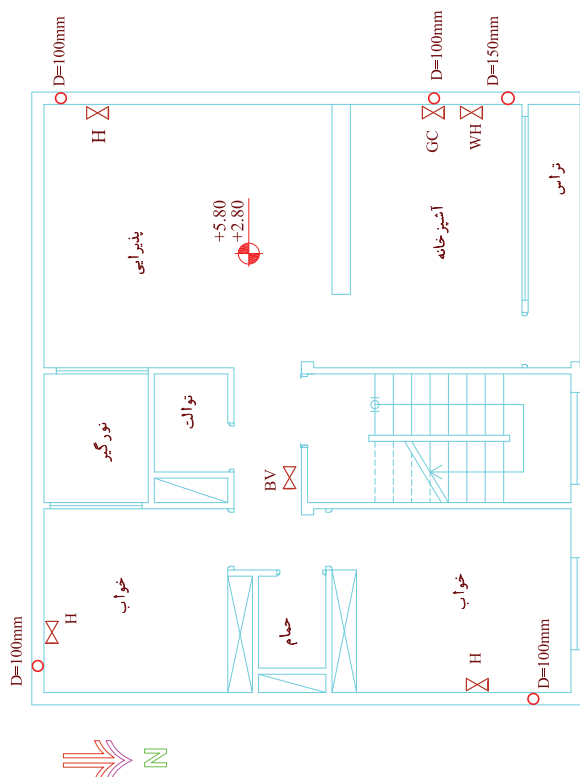 D=100mm
D=100mm
D=150mm
H
GC
WH
تراس
آشپزخانه
پذیرایی
+5.80
+2.80
توالت
نورگیر
BV
خواب
خواب
حمام
H
H
D=100mm
D=100mm
N